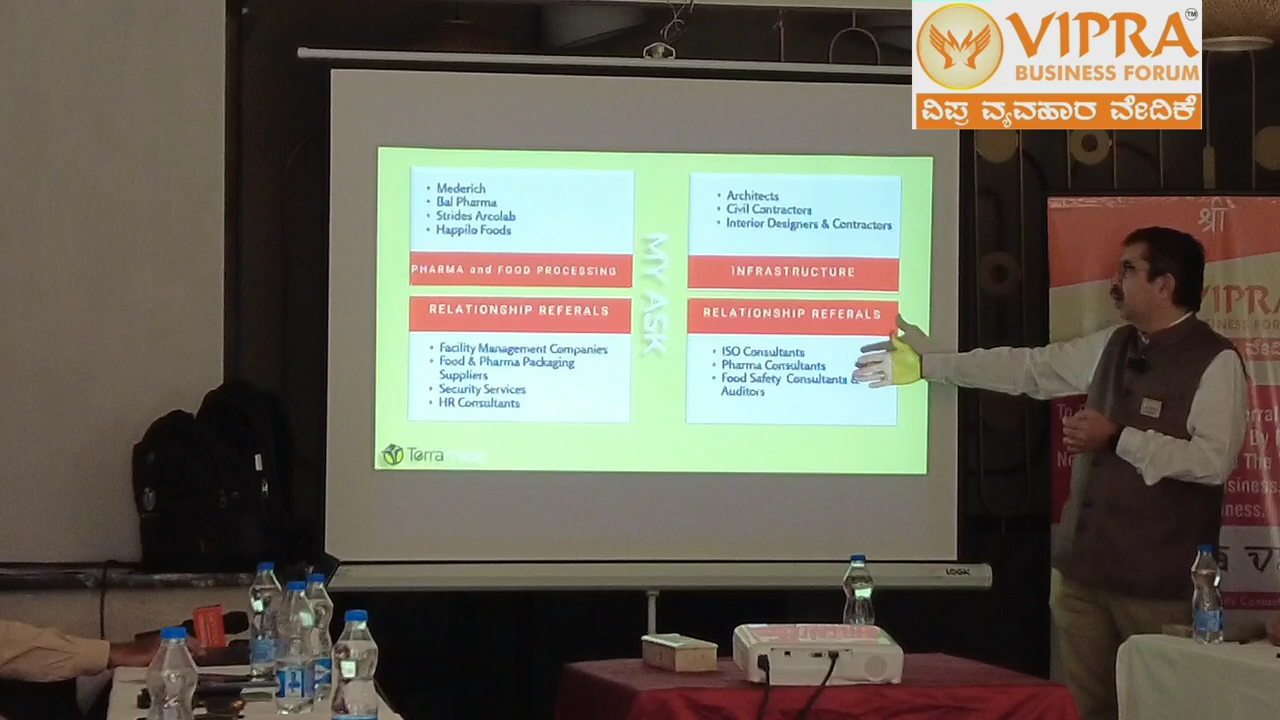 VIPRA
TM
BUSINESS FORUM
ವಿಪ್ರ ವ್ಯವಹಾರ ವೇದಿಕೆ
• Mederich
• Bal Pharma
• Strides Arcolab
• Happilo Foods
PHARMA and FOOD PROCESSING
RELATIONSHIP REFERALS
• Facility Management Companies
• Food & Pharma Packaging
Suppliers
• Security Services
• HR Consultants
MY ASK
• Architects
• Civil Contractors
• Interior Designers & Contractors
INFRASTRUCTURE
RELATIONSHIP REFERALS
• ISO Consultants
• Pharma Consultants
• Food Safety Consultants &
Auditors
Terra
श्री
VIPRA